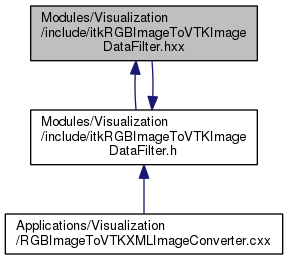 Modules/Visualization
/include/itkRGBImageToVTKImage
DataFilter.hxx
Modules/Visualization
/include/itkRGBImageToVTKImage
DataFilter.h
Applications/Visualization
/RGBImageToVTKXMLImageConverter.cxx